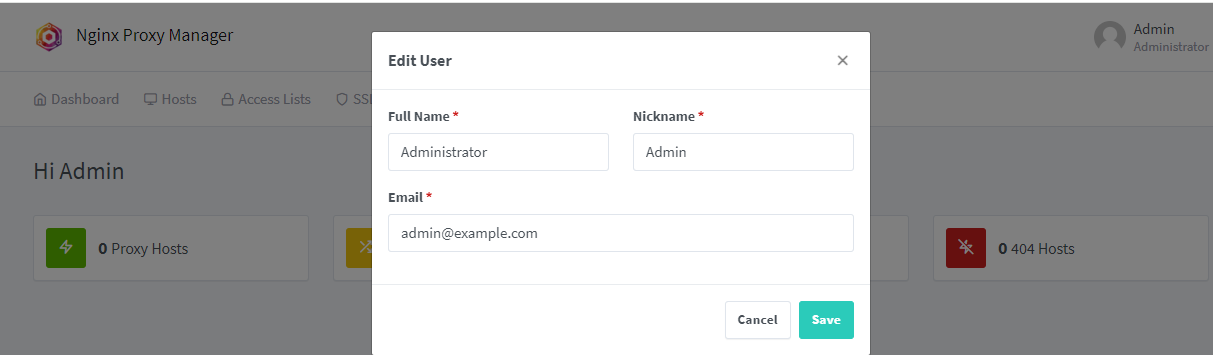 Nginx Proxy Manager
Admin
Administrator
Dashboard Hosts Access Lists
Hi Admin
0 Proxy Hosts
0 404 Hosts
Edit User
Full Name * Nickname *
Administrator Admin
Email *
admin@example.com
Cancel Save